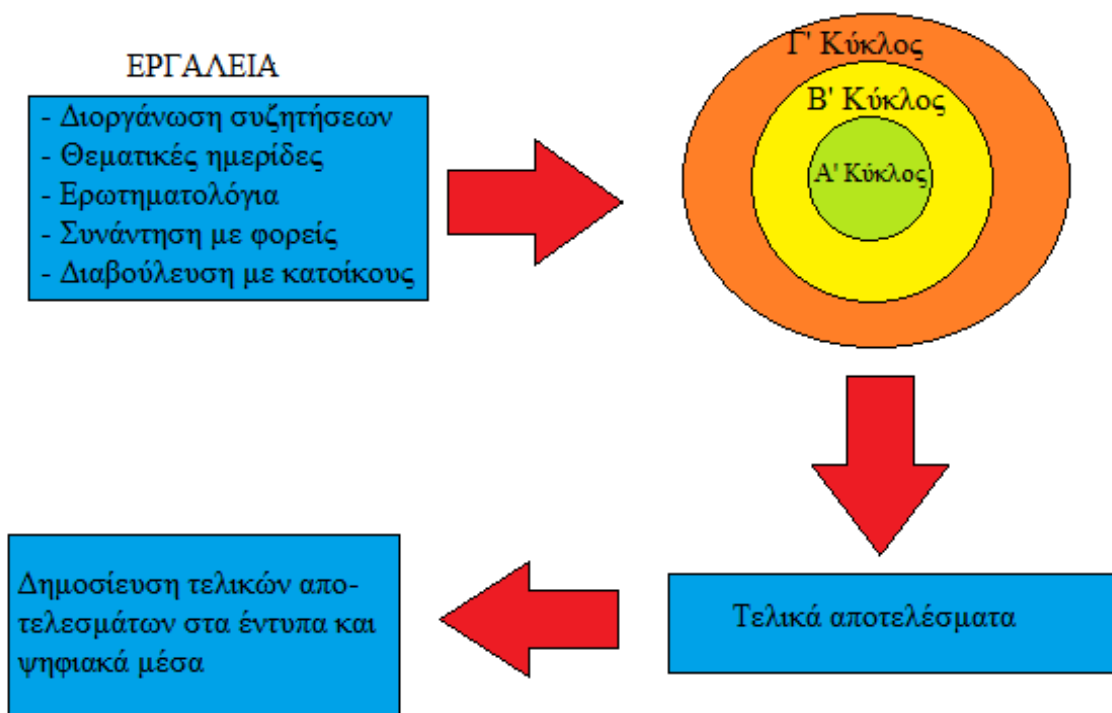 ΕΡΓΑΛΕΙΑ
- Διοργάνωση συζητήσεων
- Θεματικές ημερίδες
- Ερωτηματολόγια
- Συνάντηση με φορείς
- Διαβούλευση με κατοίκους
Γ' Κύκλος
Β' Κύκλος
Α' Κύκλος
Τελικά αποτελέσματα
Δημοσίευση τελικών απο-
τελεσμάτων στα έντυπα και
ψηφιακά μέσα